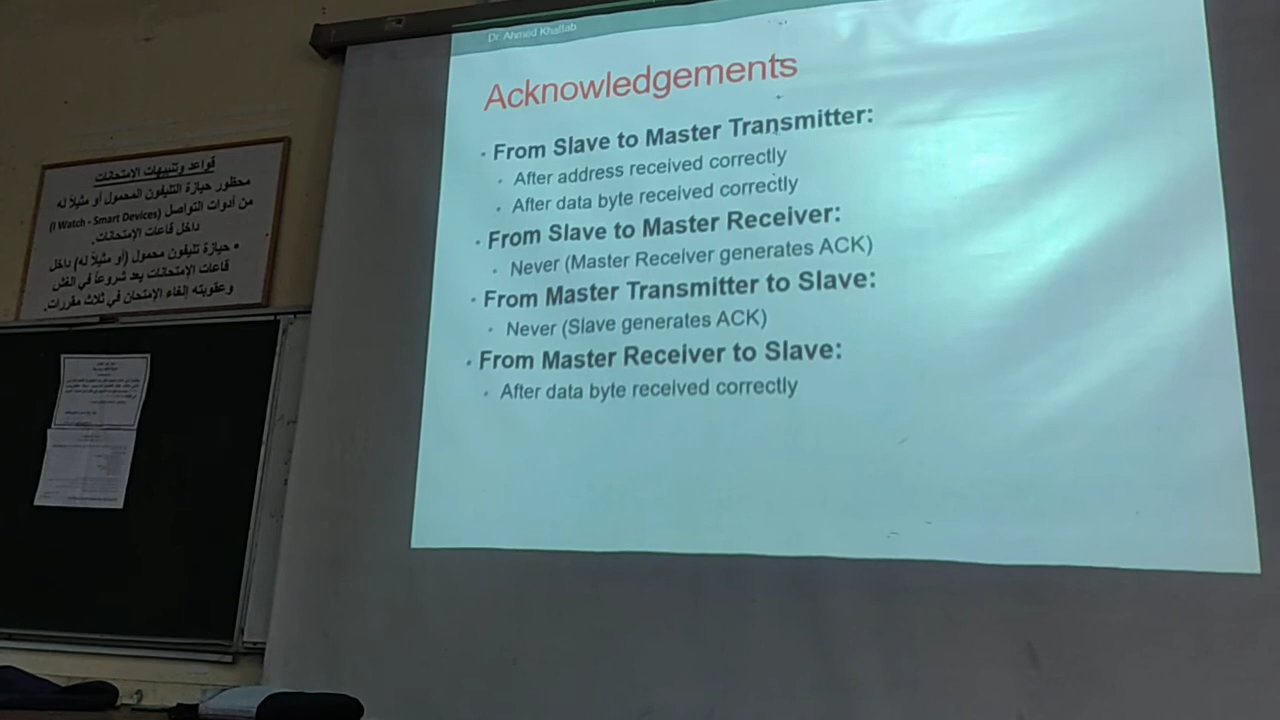 Dr Ahmed Khattab
Acknowledgements
• From Slave to Master Transmitter:
• After address received correctly
• After data byte received correctly
• From Slave to Master Receiver:
• Never (Master Receiver generates ACK)
• From Master Transmitter to Slave:
• Never (Slave generates ACK)
• From Master Receiver to Slave:
• After data byte received correctly
قواعد وتنبيهات الإمتحانات
محظور حيازة التليفون المحمول أو مثيلاً له
من أدوات التواصل (I Watch - Smart Devices)
داخل قاعات الإمتحانات.
• حيازة تليفون محمول (أو مثيلاً له) داخل
قاعات الإمتحانات يعد شروعاً في الغش
وعقوبته إلغاء الإمتحان في ثلاث مقررات.